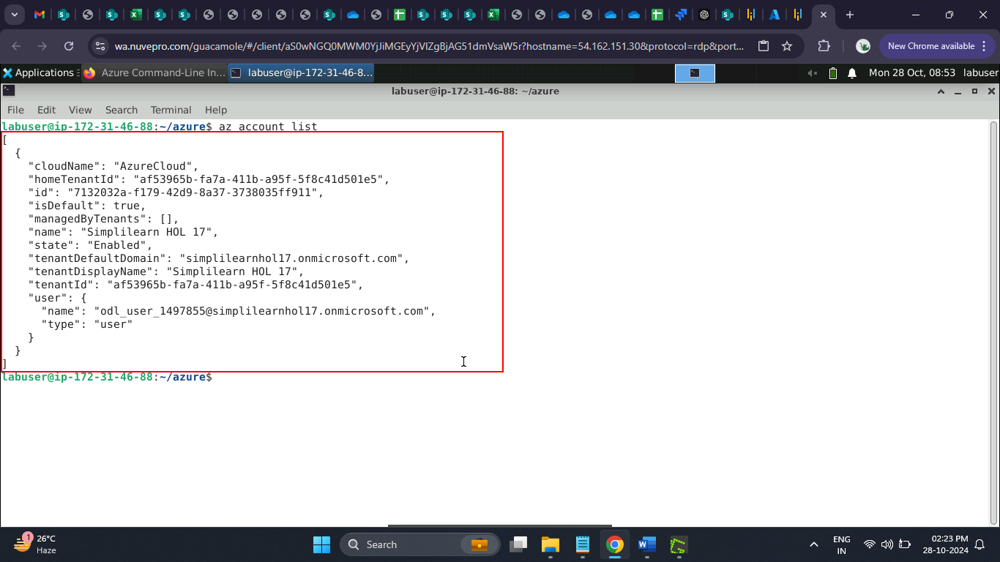 wa.nuvepro.com/guacamole/#/client/aS0wNGQ0MWM0YjJiMGEyYjVlZgBjAG51dmVsaW5r?hostname=54.162.151.30&protocol=rdp&port...
New Chrome available
Applications
Azure Command-Line In...
labuser@ip-172-31-46-8...
Mon 28 Oct, 08:53
labuser
labuser@ip-172-31-46-88: ~/azure
File Edit View Search Terminal Help
labuser@ip-172-31-46-88:~/azure$ az account list
[
  {
    "cloudName": "AzureCloud",
    "homeTenantId": "af53965b-fa7a-411b-a95f-5f8c41d501e5",
    "id": "7132032a-f179-42d9-8a37-3738035ff911",
    "isDefault": true,
    "managedByTenants": [],
    "name": "Simplilearn HOL 17",
    "state": "Enabled",
    "tenantDefaultDomain": "simplilearnhol17.onmicrosoft.com",
    "tenantDisplayName": "Simplilearn HOL 17",
    "tenantId": "af53965b-fa7a-411b-a95f-5f8c41d501e5",
    "user": {
      "name": "odl_user_1497855@simplilearnhol17.onmicrosoft.com",
      "type": "user"
    }
  }
]
labuser@ip-172-31-46-88:~/azure$
1
26°C
Haze
Search
ENG
IN
02:23 PM
28-10-2024